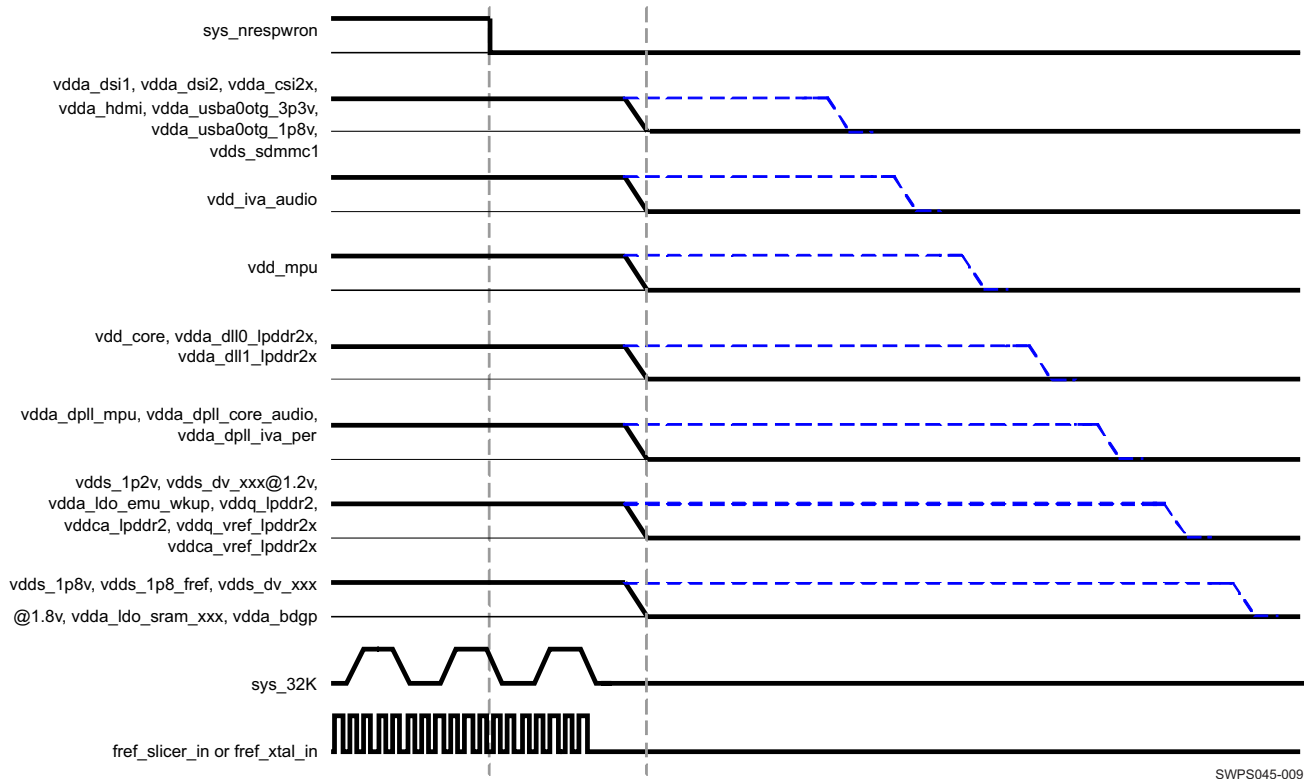 sys_nrespwron
vdda_dsi1, vdda_dsi2, vdda_csi2x,
vdda_hdmi, vdda_usba0otg_3p3v,
vdda_usba0otg_1p8v,
vdds_sdmmc1
vdd_iva_audio
vdd_mpu
vdd_core, vdda_dll0_lpddr2x,
vdda_dll1_lpddr2x
vdda_dpll_mpu, vdda_dpll_core_audio,
vdda_dpll_iva_per
vdds_1p2v, vdds_dv_xxx@1.2v,
vdda_ldo_emu_wkup, vddq_lpddr2,
vddca_lpddr2, vddq_vref_lpddr2x
vddca_vref_lpddr2x
vdds_1p8v, vdds_1p8_fref, vdds_dv_xxx
@1.8v, vdda_ldo_sram_xxx, vdda_bdgp
sys_32K
fref_slicer_in or fref_xtal_in
SWPS045-009